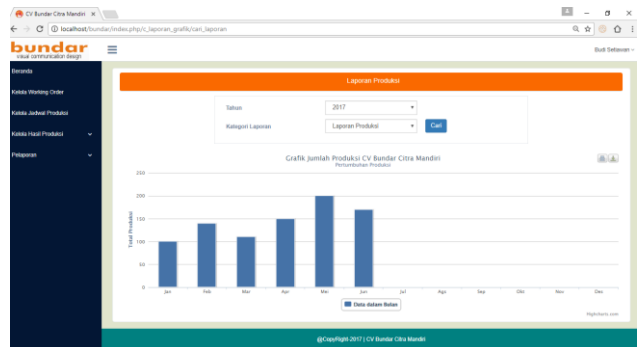 CV Bundar Citra Mandiri
localhost/bundar/index.php/c_laporan_grafik/cari_laporan
bundar
visual communication design
Budi Setiawan
Beranda
Kelola Working Order
Kelola Jadwal Produksi
Kelola Hasil Produksi
Pelaporan
Laporan Produksi
Tahun
2017
Kategori Laporan
Laporan Produksi
Cari
Grafik Jumlah Produksi CV Bundar Citra Mandiri
Pertumbuhan Produksi
Total Produksi
250
200
150
100
50
0
Jan Feb Mar Apr Mei Jun Jul Ags Sep Okt Nov Des
Data dalam Bulan
Highcharts.com
@CopyRight-2017 | CV Bundar Citra Mandiri